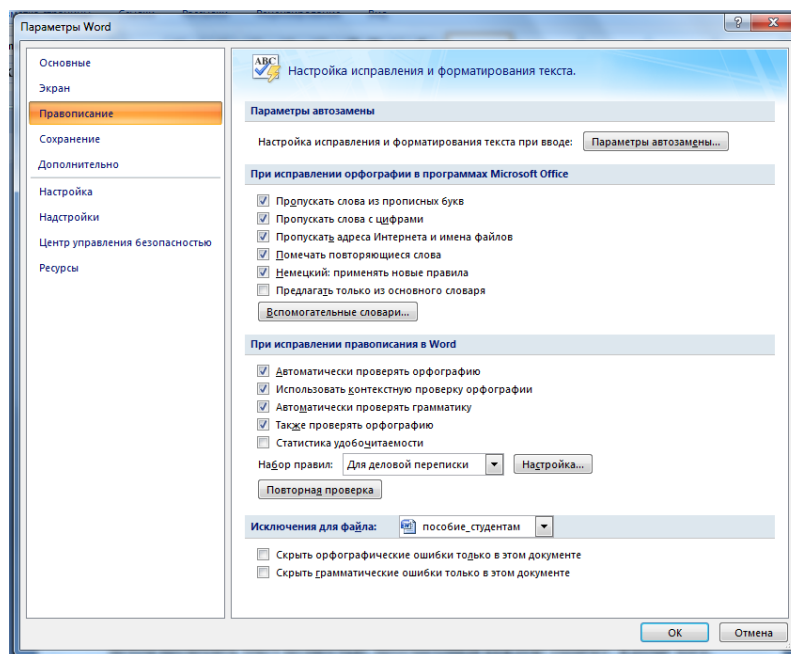 Параметры Word
Основные
Экран
Правописание
Сохранение
Дополнительно
Настройка
Надстройки
Центр управления безопасностью
Ресурсы
ABC
Настройка исправления и форматирования текста.
Параметры автозамены
Настройка исправления и форматирования текста при вводе: Параметры автозамены...
При исправлении орфографии в программах Microsoft Office
Пропускать слова из прописных букв
Пропускать слова с цифрами
Пропускать адреса Интернета и имена файлов
Помечать повторяющиеся слова
Немецкий: применять новые правила
Предлагать только из основного словаря
Вспомогательные словари...
При исправлении правописания в Word
Автоматически проверять орфографию
Использовать контекстную проверку орфографии
Автоматически проверять грамматику
Также проверять орфографию
Статистика удобочитаемости
Набор правил: Для деловой переписки Настройка...
Повторная проверка
Исключения для файла: пособие_студентам
Скрыть орфографические ошибки только в этом документе
Скрыть грамматические ошибки только в этом документе
ОК Отмена